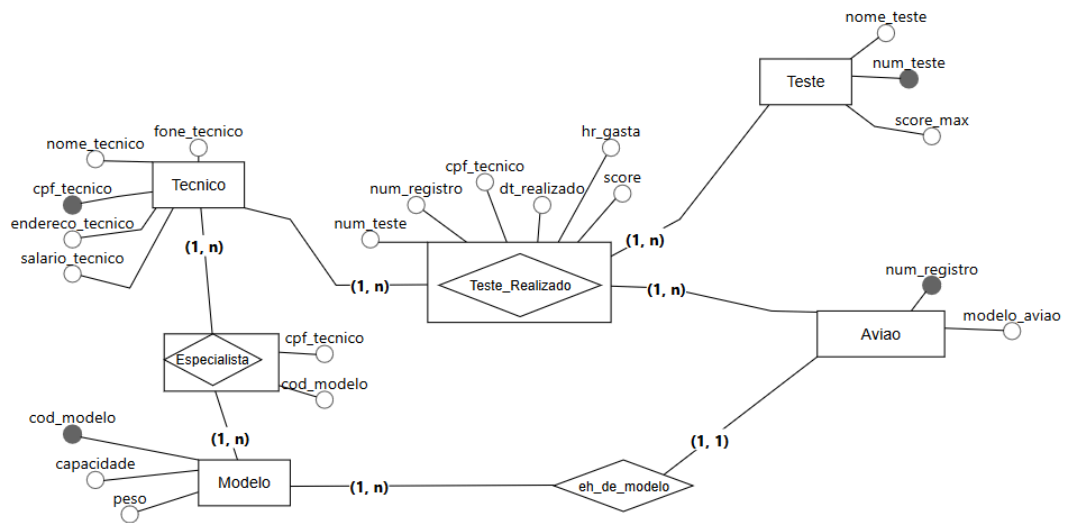 nome_teste
num_teste
Teste
score_max
hr_gasta
fone_tecnico
nome_tecnico
cpf_tecnico
score
Tecnico
cpf_tecnico
num_registro
dt_realizado
endereco_tecnico
num_teste
salario_tecnico
(1, n)
(1, n)
num_registro
(1, n)
Teste_Realizado
(1, n)
modelo_aviao
Aviao
Especialista
cpf_tecnico
cod_modelo
cod_modelo
(1, n)
(1, 1)
capacidade
Modelo
(1, n)
eh_de_modelo
peso